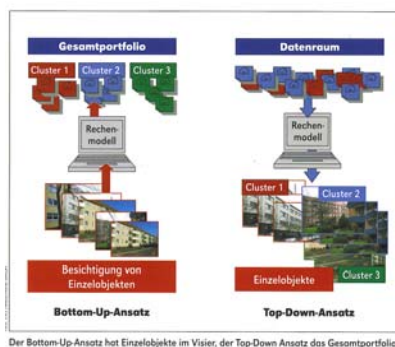 Gesamtportfolio
Cluster 1
Cluster 2
Cluster 3
Rechen-
modell
Besichtigung von
Einzelobjekten
Bottom-Up-Ansatz
Datenraum
Rechen-
modell
Cluster 1
Cluster 2
Einzelobjekte
Cluster 3
Top-Down-Ansatz
Der Bottom-Up-Ansatz hat Einzelobjekte im Visier, der Top-Down Ansatz das Gesamtportfolio